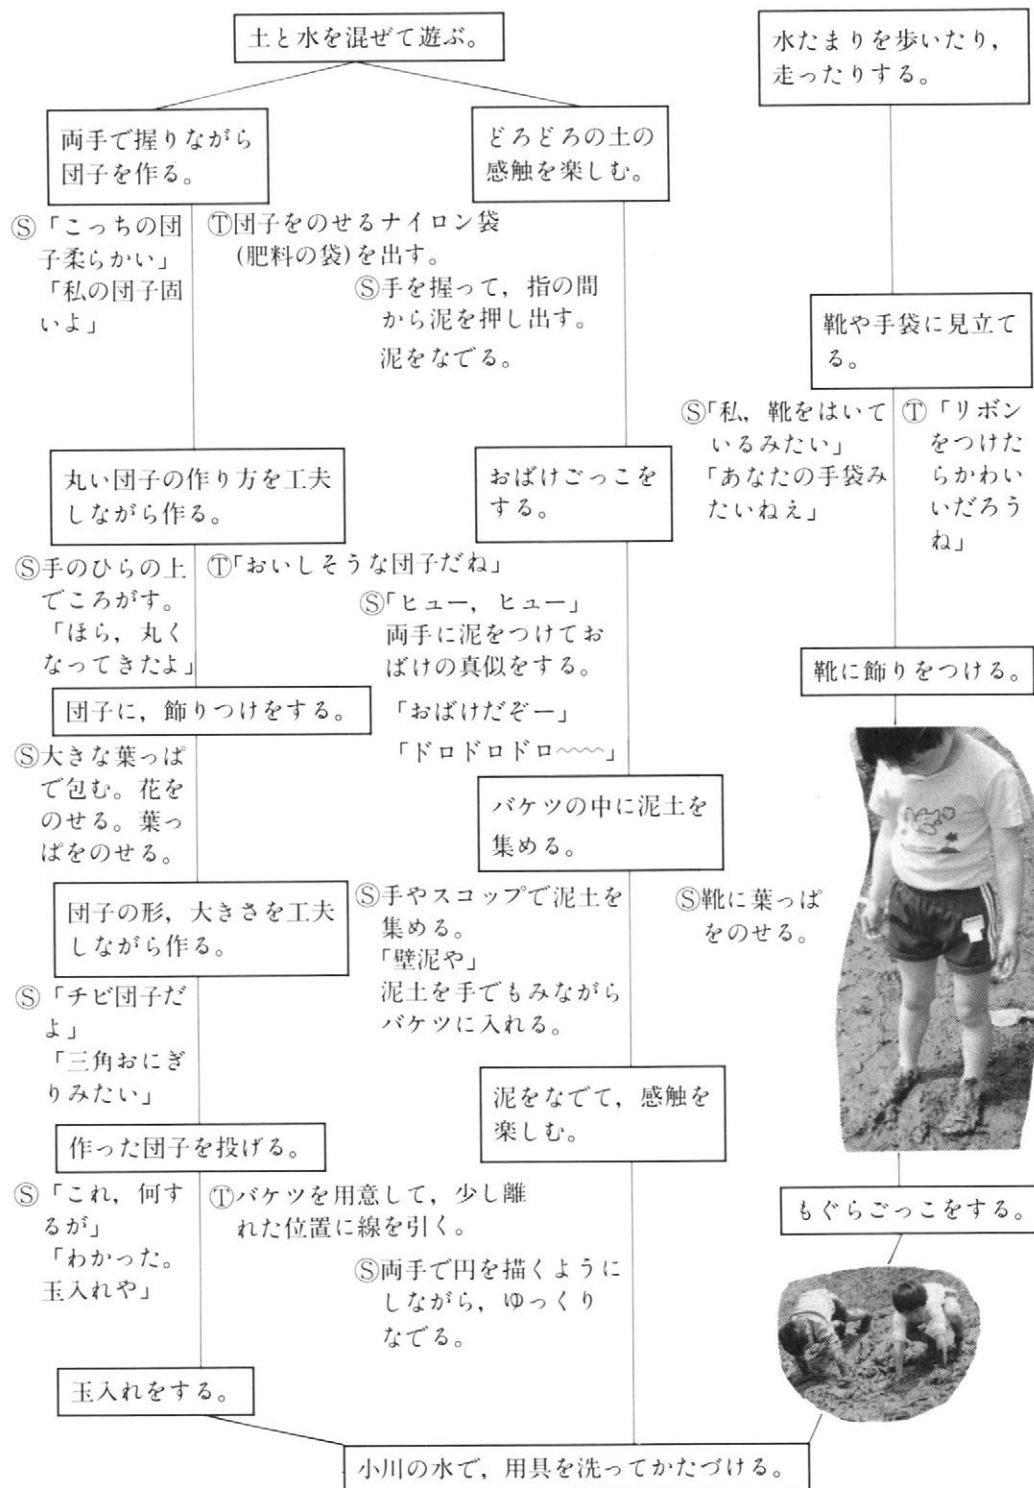 土と水を混ぜて遊ぶ。
両手で握りながら
団子を作る。
Ⓢ「こっちの団
子柔らかい」
「私の団子固
いよ」
Ⓣ団子をのせるナイロン袋
(肥料の袋)を出す。
丸い団子の作り方を工夫
しながら作る。
Ⓢ手のひらの上
でころがす。
「ほら，丸く
なってきたよ」
Ⓣ「おいしそうな団子だね」
団子に，飾りつけをする。
Ⓢ大きな葉っぱ
で包む。花を
のせる。葉っ
ぱをのせる。
団子の形，大きさを工夫
しながら作る。
Ⓢ「チビ団子だ
よ」
「三角おにぎ
りみたい」
作った団子を投げる。
Ⓢ「これ，何す
るが」
「わかった。
玉入れや」
Ⓣバケツを用意して，少し離
れた位置に線を引く。
玉入れをする。
どろどろの土の
感触を楽しむ。
Ⓢ手を握って，指の間
から泥を押し出す。
泥をなでる。
おばけごっこを
する。
Ⓢ「ヒュー，ヒュー」
両手に泥をつけてお
ばけの真似をする。
「おばけだぞー」
「ドロドロドロ〰〰」
バケツの中に泥土を
集める。
Ⓢ手やスコップで泥土を
集める。
「壁泥や」
泥土を手でもみながら
バケツに入れる。
泥をなでて，感触を
楽しむ。
Ⓢ両手で円を描くように
しながら，ゆっくり
なでる。
水たまりを歩いたり，
走ったりする。
靴や手袋に見立て
る。
Ⓢ「私，靴をはいて
いるみたい」
「あなたの手袋み
たいねえ」
Ⓣ「リボン
をつけた
らかわい
いだろう
ね」
靴に飾りをつける。
Ⓢ靴に葉っぱ
をのせる。
もぐらごっこをする。
小川の水で，用具を洗ってかたづける。